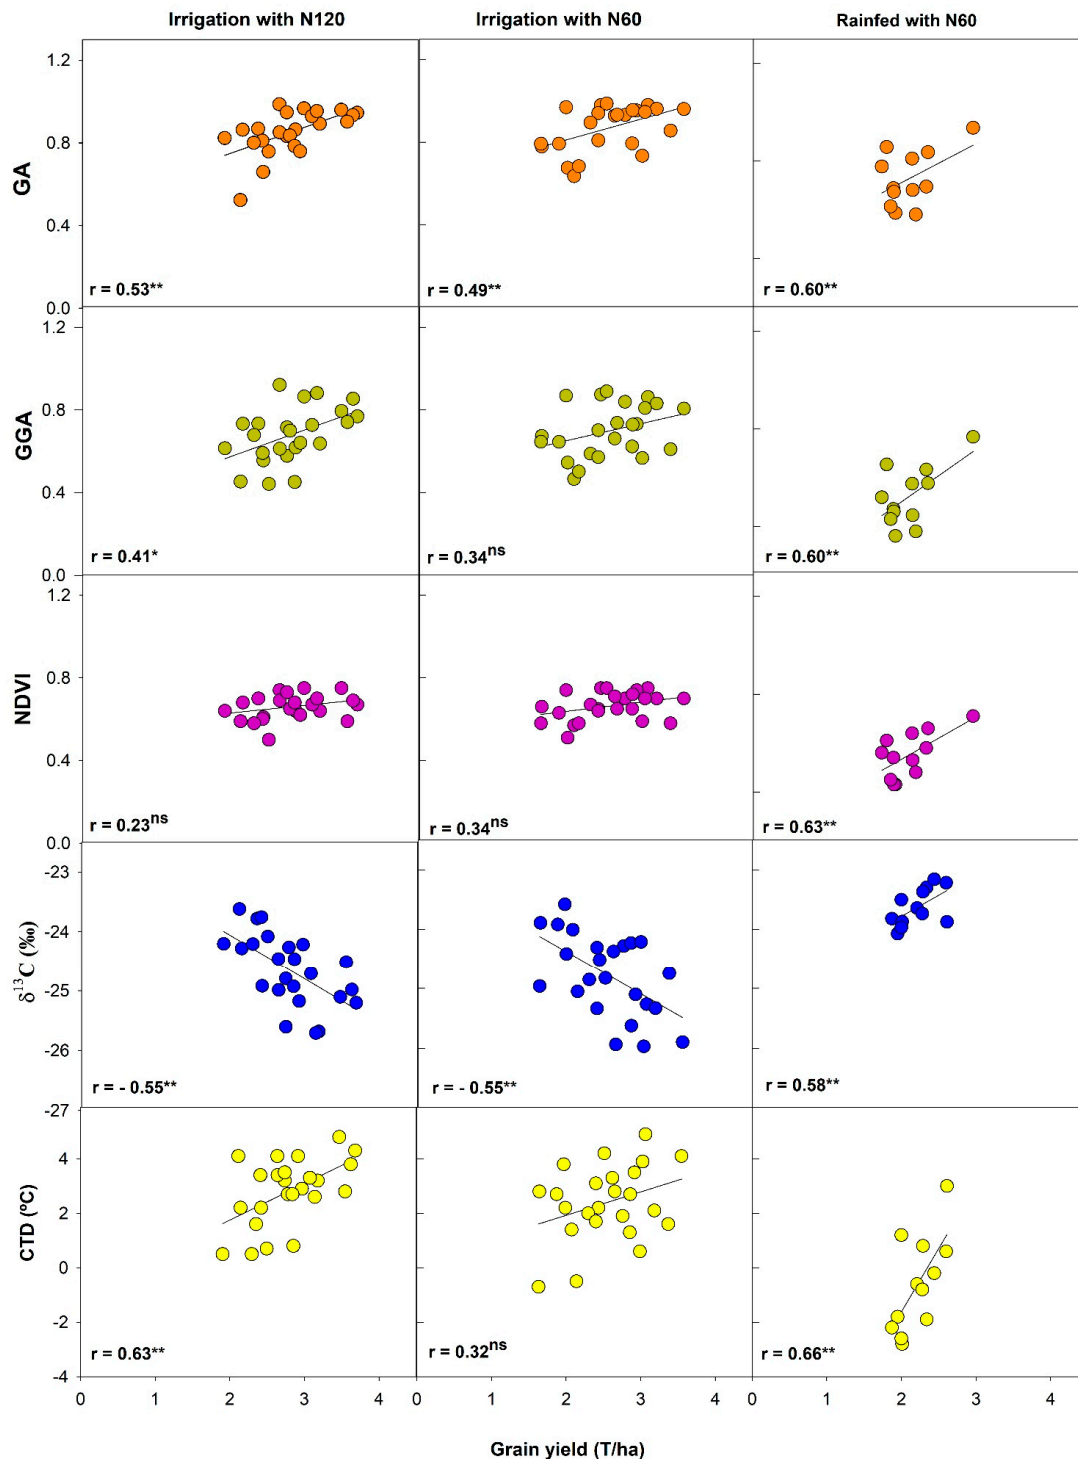 Irrigation with N120 Irrigation with N60 Rainfed with N60
1.2
0.8
GA
0.4
r = 0.53** r = 0.49** r = 0.60**
0.0
1.2
0.8
GGA
0.4
r = 0.41* r = 0.34ns r = 0.60**
0.0
1.2
0.8
NDVI
0.4
r = 0.23ns r = 0.34ns r = 0.63**
0.0
-23
-24
δ13C (‰)
-25
-26
r = - 0.55** r = - 0.55** r = 0.58**
-27
4
2
CTD (ºC)
0
-2
r = 0.63** r = 0.32ns r = 0.66**
-4
0 1 2 3 4 0 1 2 3 4 0 1 2 3 4
Grain yield (T/ha)